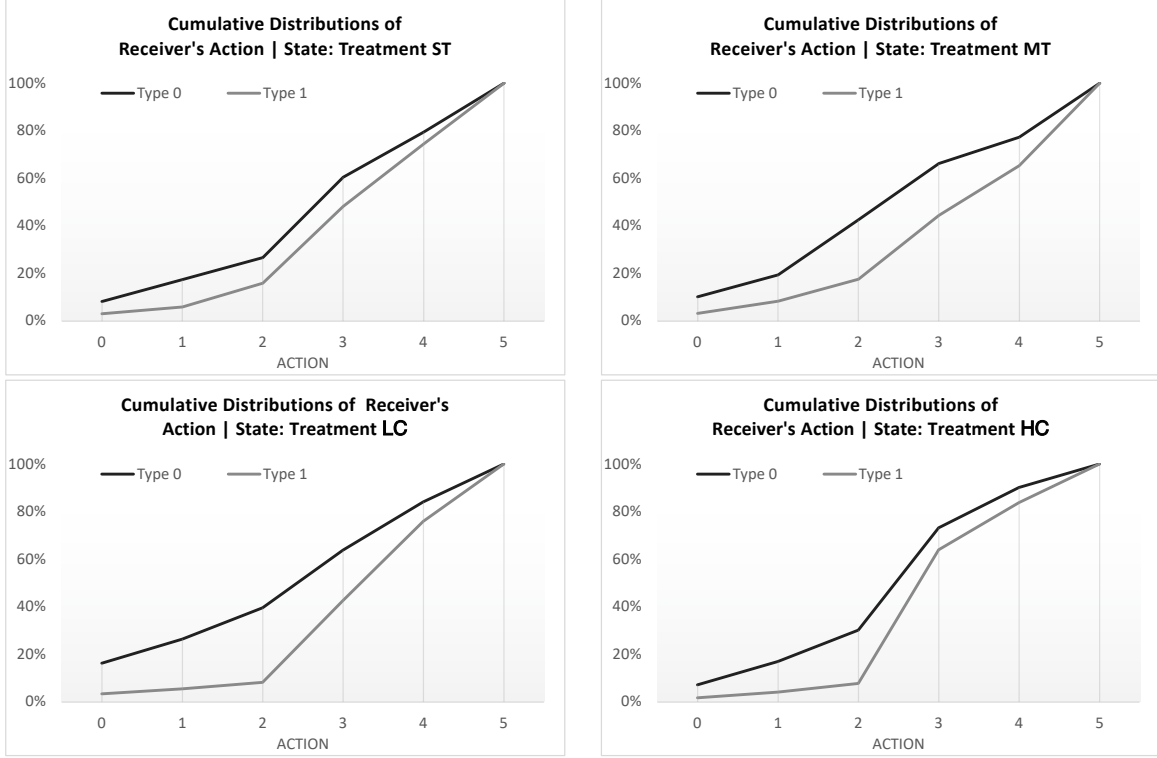 Cumulative Distributions of
Receiver's Action | State: Treatment ST
100%
80%
60%
40%
20%
0%
Type 0 Type 1
0 1 2 3 4 5
ACTION
Cumulative Distributions of
Receiver's Action | State: Treatment MT
100%
80%
60%
40%
20%
0%
Type 0 Type 1
0 1 2 3 4 5
ACTION
Cumulative Distributions of Receiver's
Action | State: Treatment LC
100%
80%
60%
40%
20%
0%
Type 0 Type 1
0 1 2 3 4 5
ACTION
Cumulative Distributions of
Receiver's Action | State: Treatment HC
100%
80%
60%
40%
20%
0%
Type 0 Type 1
0 1 2 3 4 5
ACTION